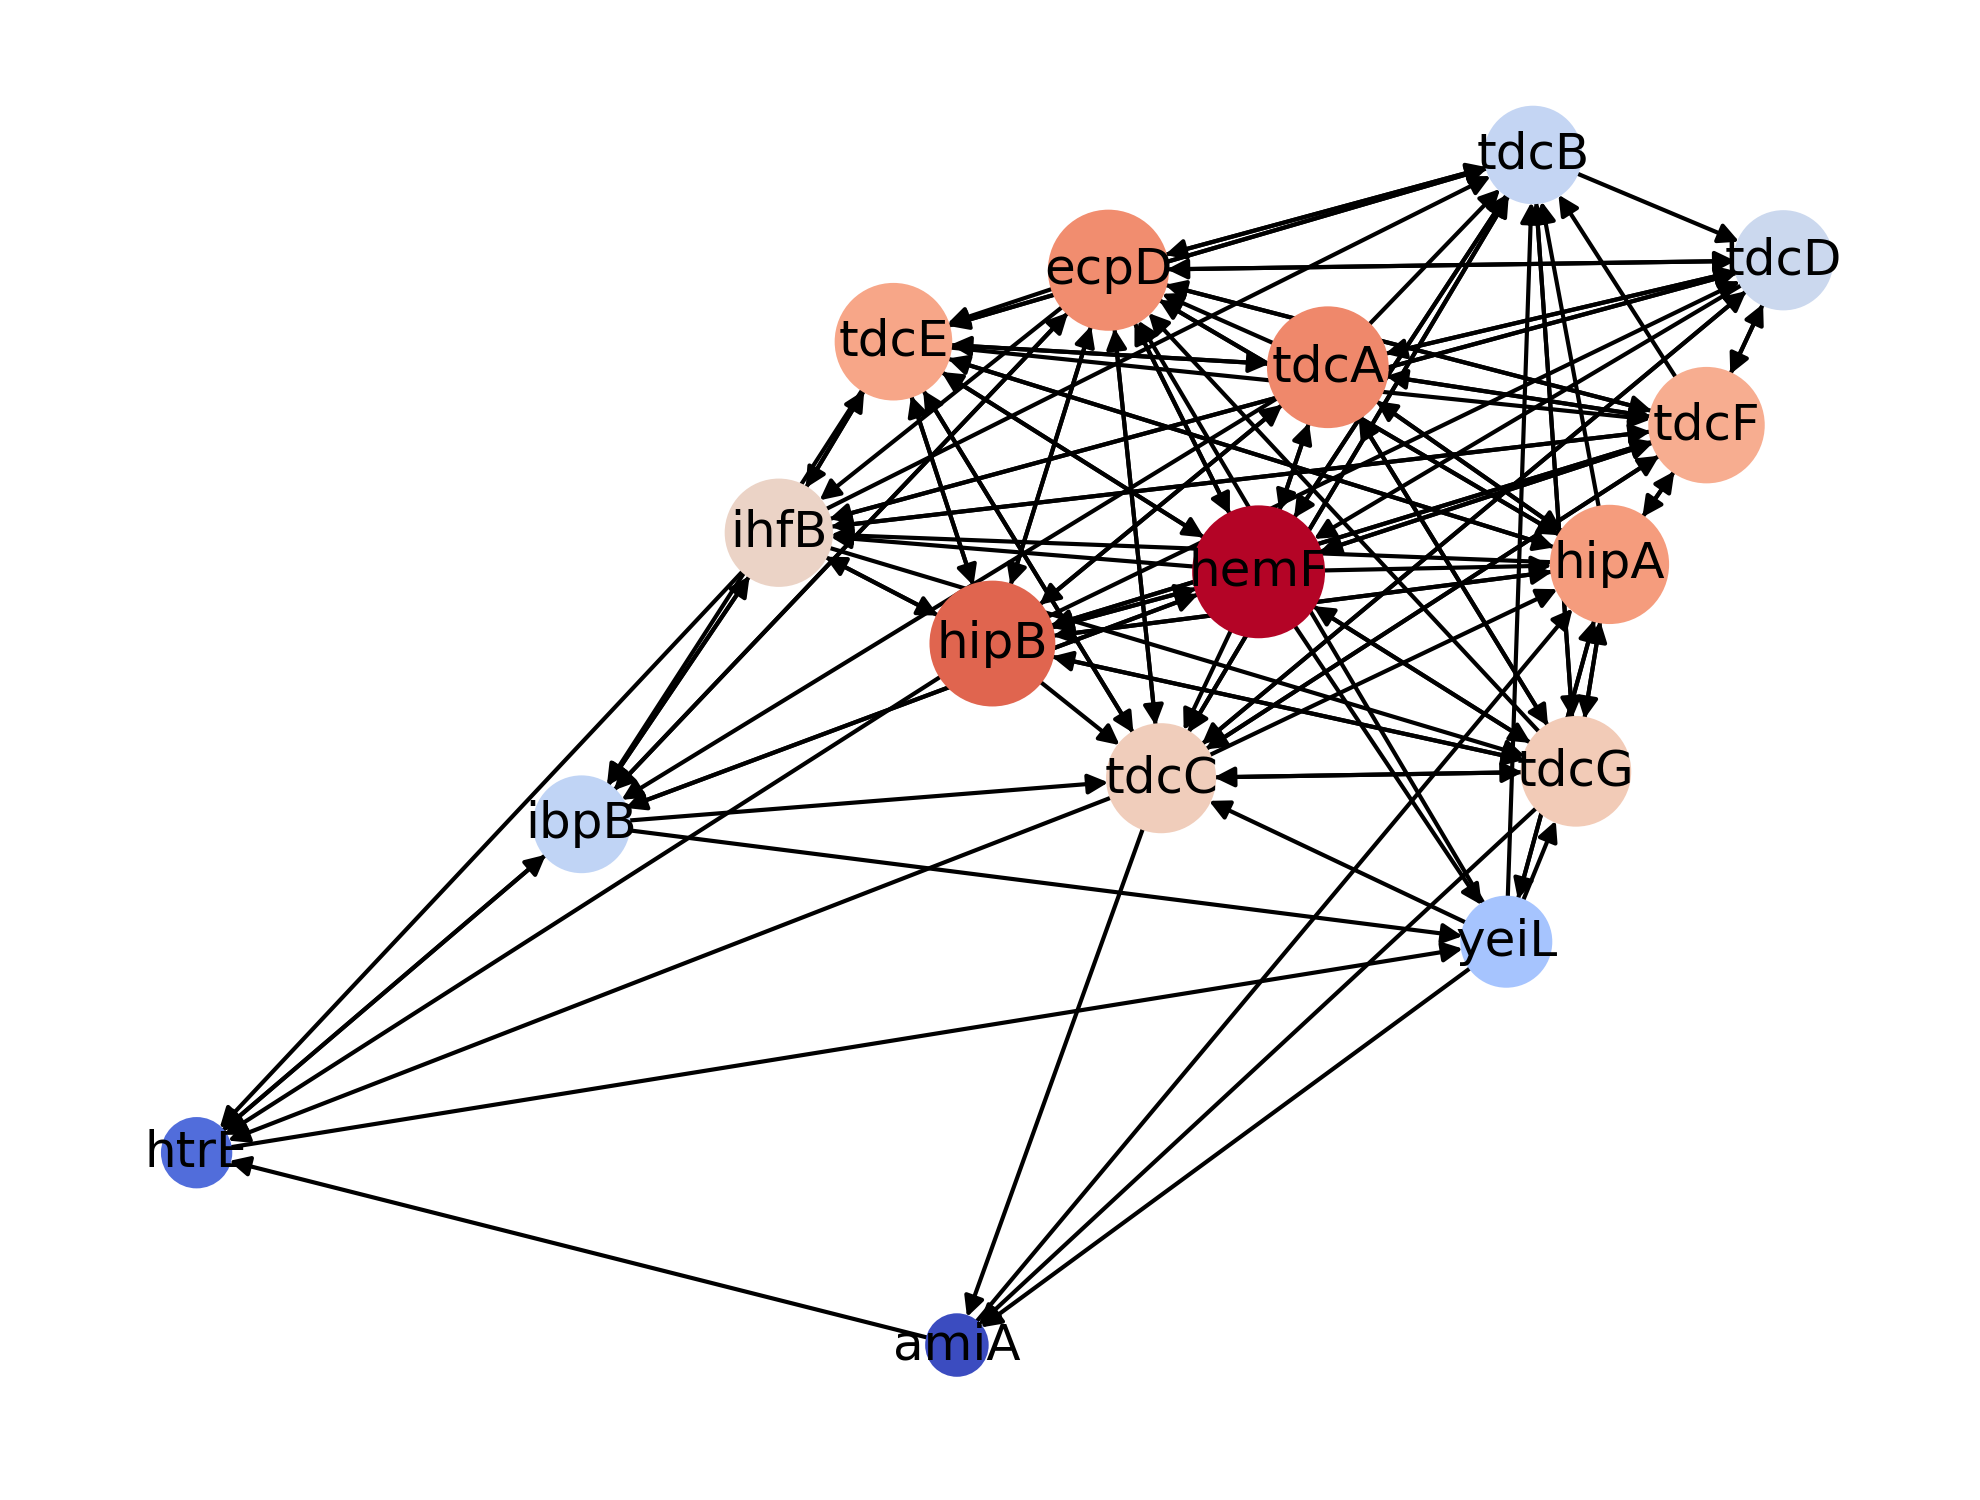 tdcB
tdcD
ecpD
tdcE
tdcA
tdcF
ihfB
hemF
hipA
hipB
tdcC
tdcG
ibpB
yeiL
htrE
amiA